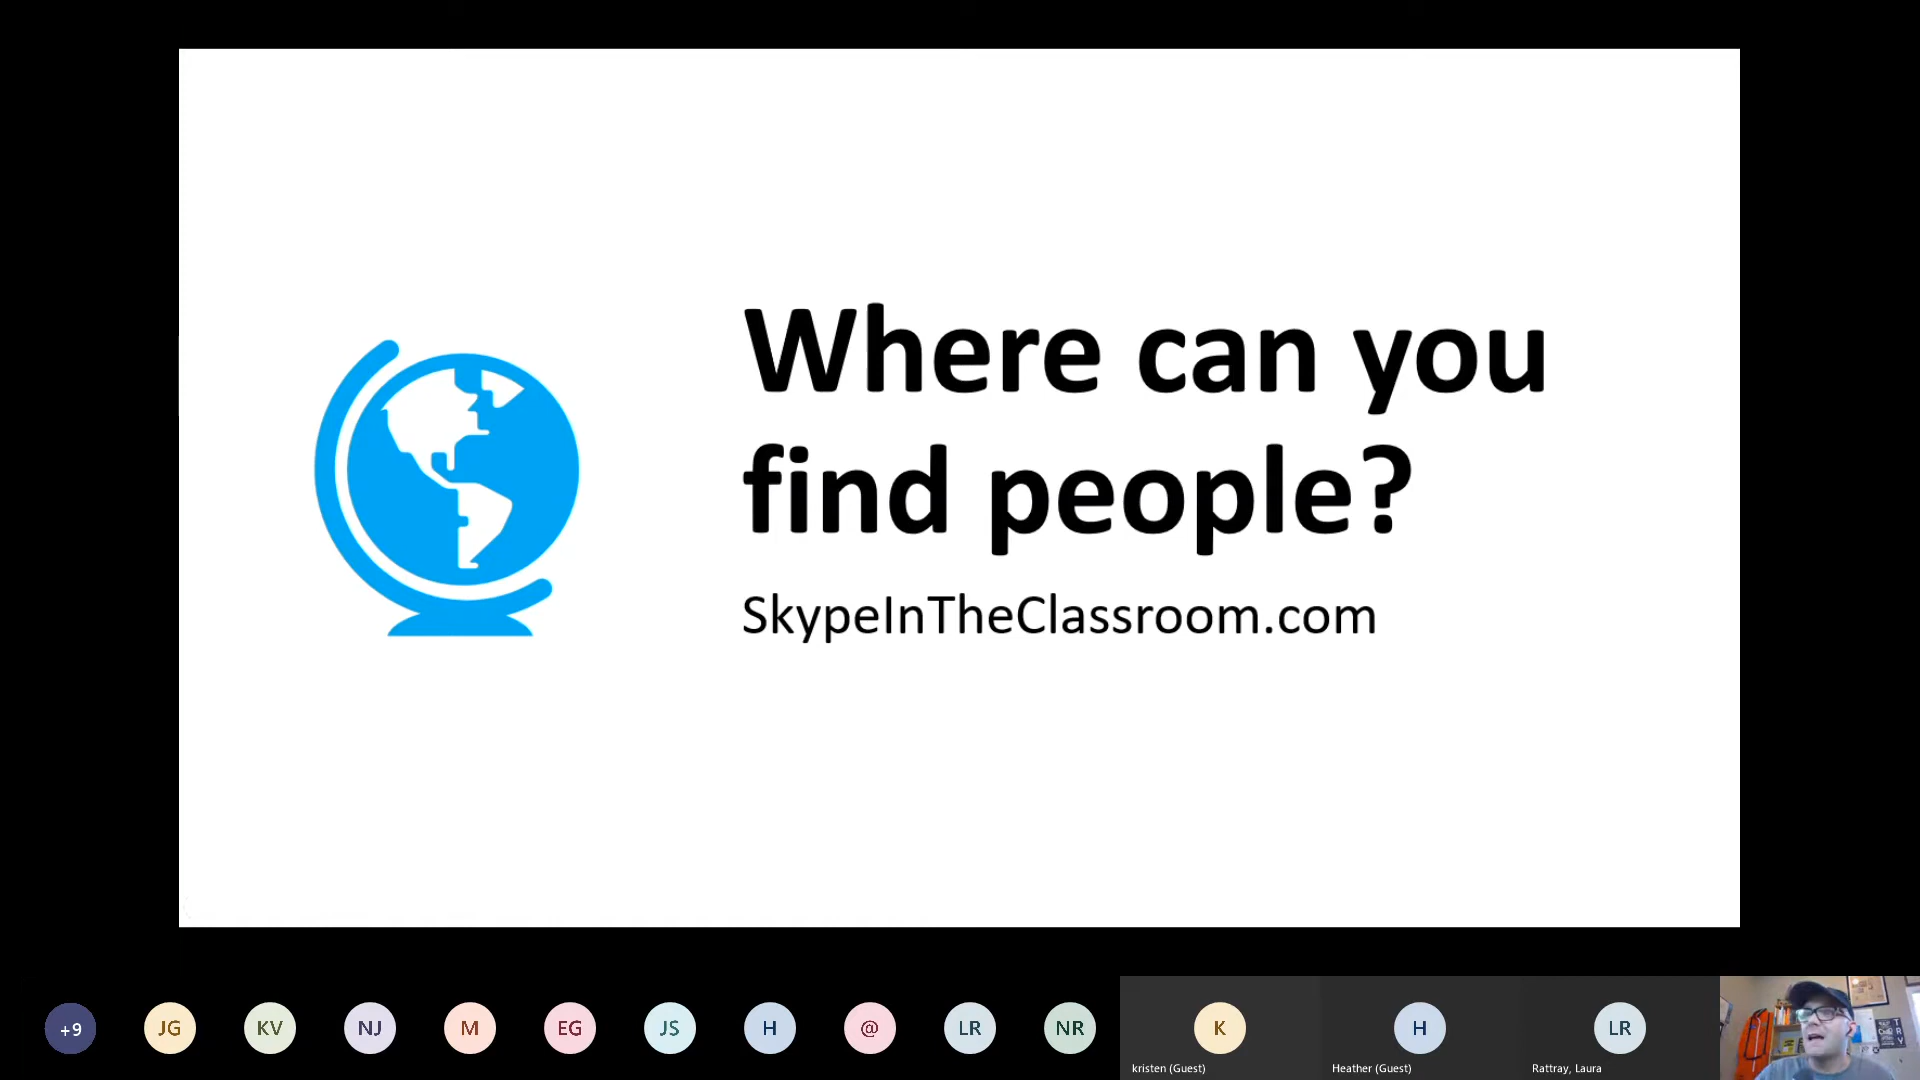 Where can you
find people?
SkypeInTheClassroom.com
+9
JG
KV
NJ
M
EG
JS
H
@
LR
NR
K
H
LR
kristen (Guest)
Heather (Guest)
Rattray, Laura